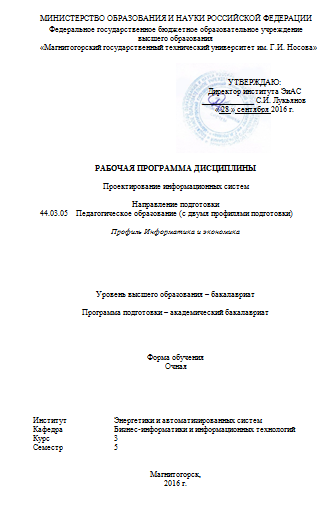 МИНИСТЕРСТВО ОБРАЗОВАНИЯ И НАУКИ РОССИЙСКОЙ ФЕДЕРАЦИИ
Федеральное государственное бюджетное образовательное учреждение
высшего образования
«Магнитогорский государственный технический университет им. Г.И. Носова»
УТВЕРЖДАЮ:
Директор института ЭиАС
С.И. Лукьянов
«28» сентября 2016 г.
РАБОЧАЯ ПРОГРАММА ДИСЦИПЛИНЫ
Проектирование информационных систем
Направление подготовки
44.03.05 Педагогическое образование (с двумя профилями подготовки)
Профиль Информатика и экономика
Уровень высшего образования – бакалавриат
Программа подготовки – академический бакалавриат
Форма обучения
Очная
Институт Энергетики и автоматизированных систем
Кафедра Бизнес-информатики и информационных технологий
Курс 3
Семестр 5
Магнитогорск,
2016 г.